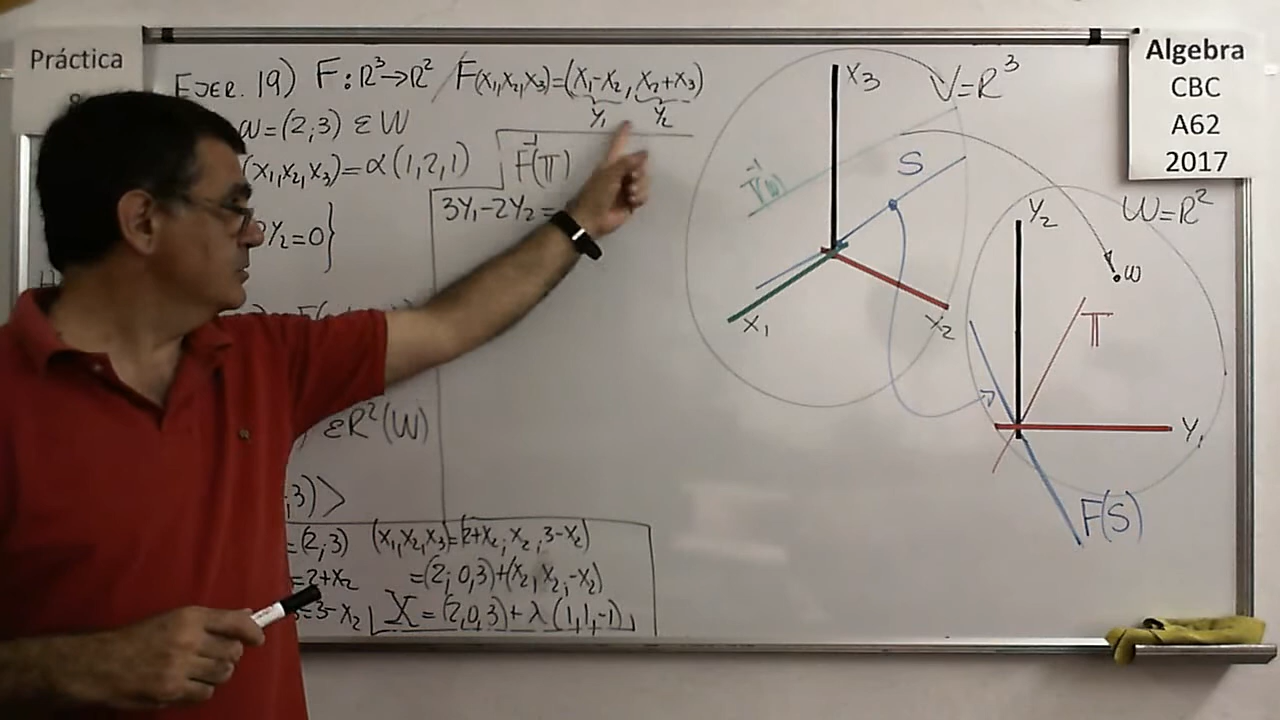 Práctica
EJER. 19) F: R³→R² / F(X₁,X₂,X₃)=(X₁-X₂, X₂+X₃)
Y₁ Y₂
W=(2;3) ∈ W
(X₁,X₂,X₃)=α(1,2,1)
F⁻¹(T)
Y₂=0}
3Y₁-2Y₂=
∈R²(W)
;3)>
=(2;3) (X₁,X₂,X₃)=(2+X₂, X₂, 3-X₂)
=2+X₂ =(2;0,3)+(X₂,X₂,-X₂)
=3-X₂ X=(2,0,3)+λ(1,1,-1)
X₃
V=R³
F⁻¹(W)
S
X₁
X₂
Y₂
W=R²
W
T
Y₁
F(S)
Algebra
CBC
A62
2017